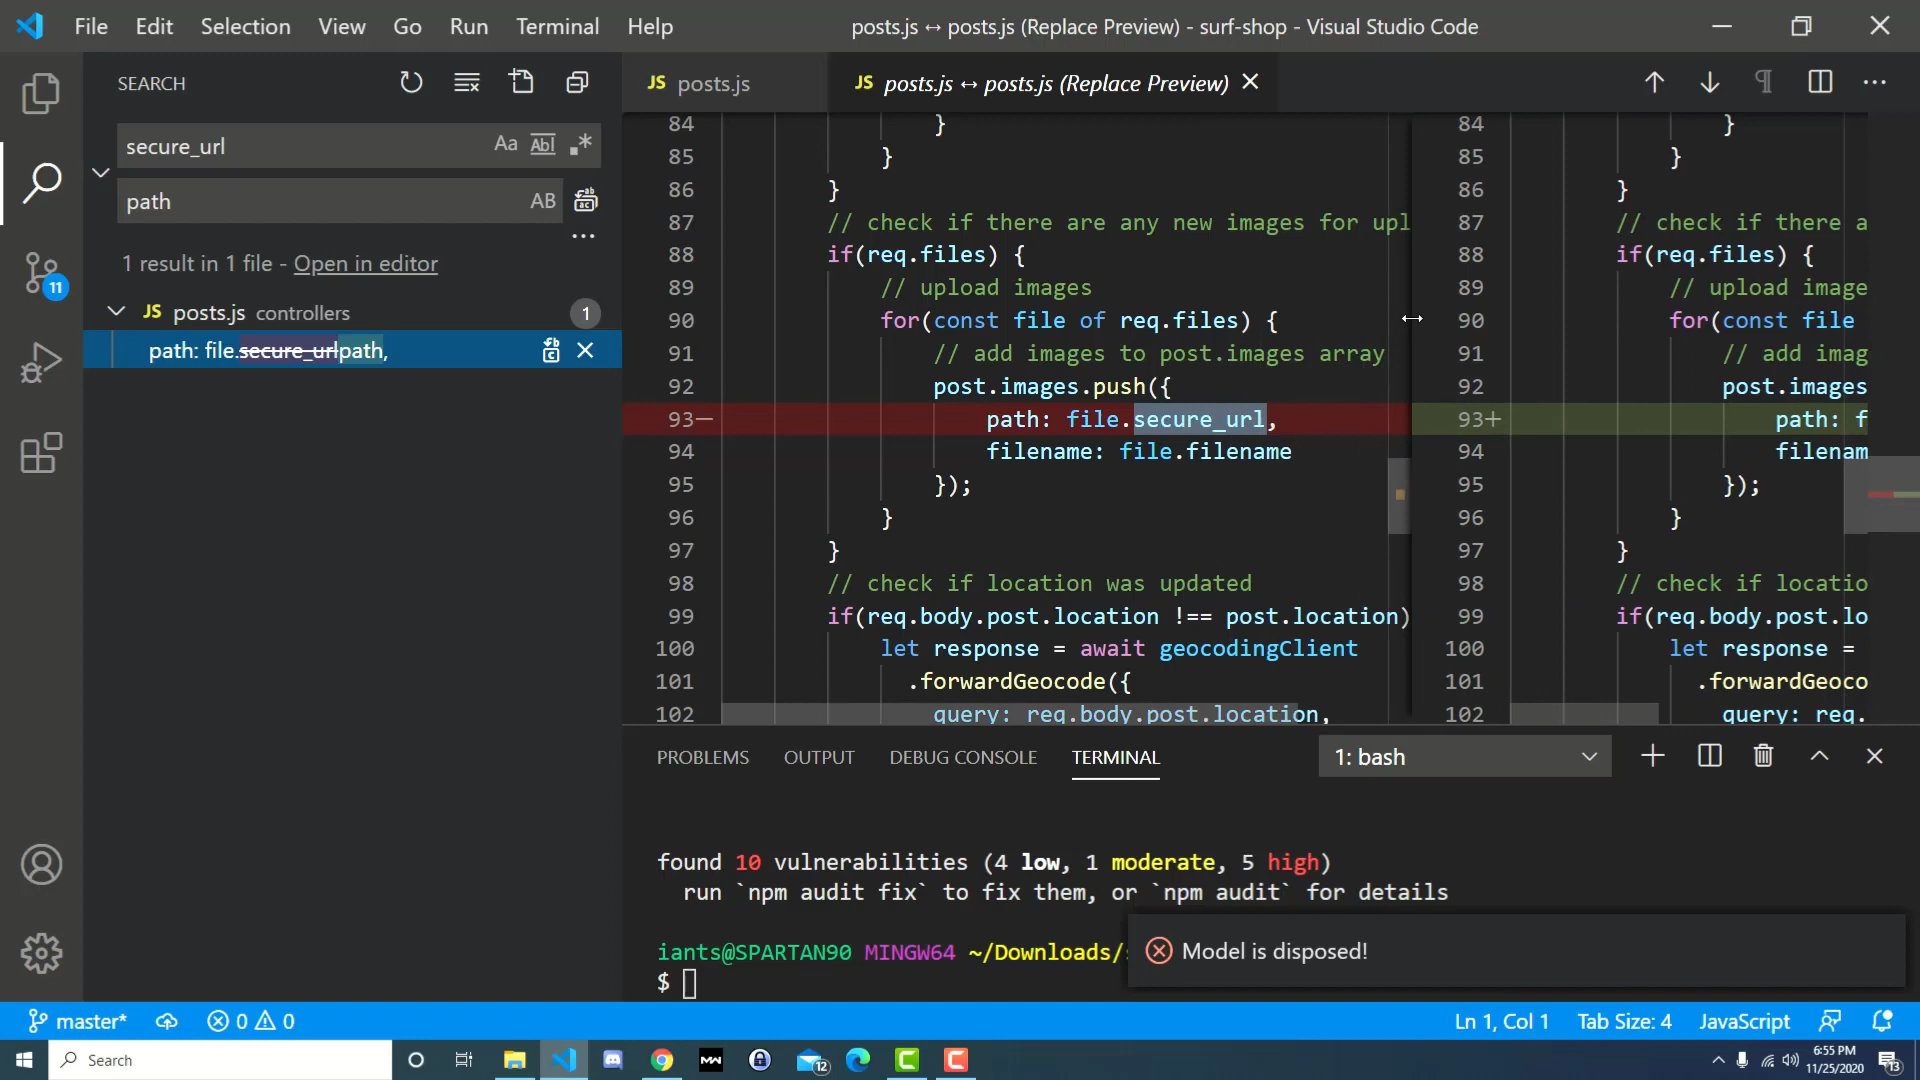 File Edit Selection View Go Run Terminal Help
posts.js ↔ posts.js (Replace Preview) - surf-shop - Visual Studio Code
SEARCH
secure_url
Aa Abl .*
path
AB
1 result in 1 file - Open in editor
JS posts.js controllers 1
path: file.secure_urlpath,
11
JS posts.js
JS posts.js ↔ posts.js (Replace Preview)
84 }
85 }
86 }
87 // check if there are any new images for upl
88 if(req.files) {
89 // upload images
90 for(const file of req.files) {
91 // add images to post.images array
92 post.images.push({
93— path: file.secure_url,
94 filename: file.filename
95 });
96 }
97 }
98 // check if location was updated
99 if(req.body.post.location !== post.location)
100 let response = await geocodingClient
101 .forwardGeocode({
102 query: req.body.post.location,
84 }
85 }
86 }
87 // check if there a
88 if(req.files) {
89 // upload image
90 for(const file
91 // add imag
92 post.images
93+ path: f
94 filenam
95 });
96 }
97 }
98 // check if locatio
99 if(req.body.post.lo
100 let response =
101 .forwardGeoco
102 query: req.
PROBLEMS OUTPUT DEBUG CONSOLE TERMINAL
1: bash
found 10 vulnerabilities (4 low, 1 moderate, 5 high)
run `npm audit fix` to fix them, or `npm audit` for details
iants@SPARTAN90 MINGW64 ~/Downloads/
$
Model is disposed!
master* 0 0
Ln 1, Col 1 Tab Size: 4 JavaScript
Search
12
6:55 PM
11/25/2020
13